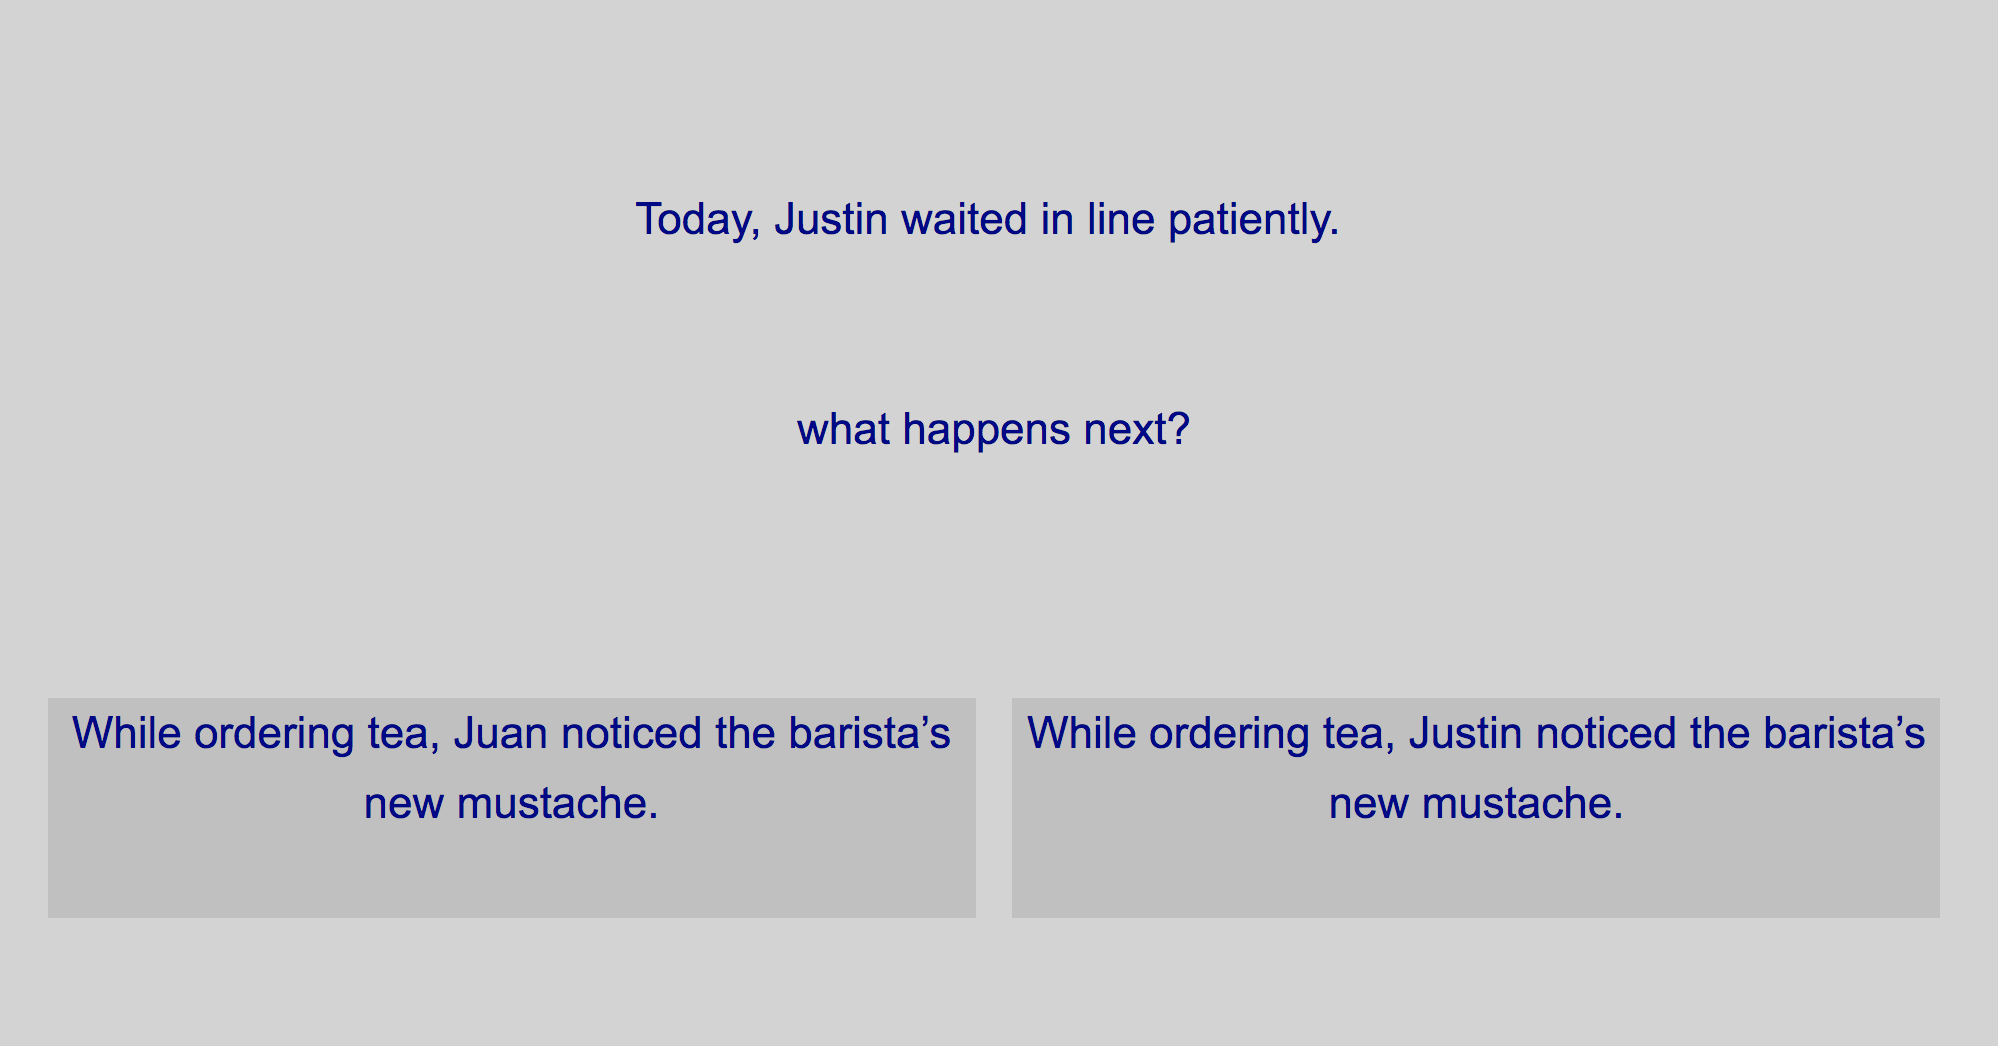 Today, Justin waited in line patiently.
what happens next?
While ordering tea, Juan noticed the barista’s
new mustache.
While ordering tea, Justin noticed the barista’s
new mustache.